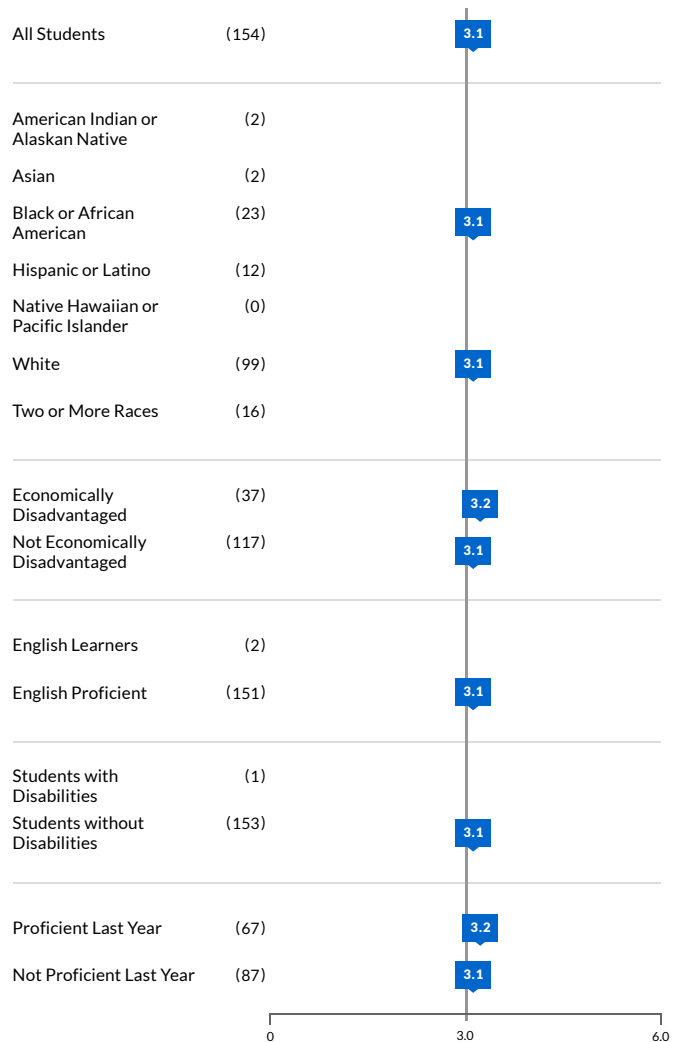 All Students (154) 3.1
American Indian or (2)
Alaskan Native
Asian (2)
Black or African (23) 3.1
American
Hispanic or Latino (12)
Native Hawaiian or (0)
Pacific Islander
White (99) 3.1
Two or More Races (16)
Economically (37) 3.2
Disadvantaged
Not Economically (117) 3.1
Disadvantaged
English Learners (2)
English Proficient (151) 3.1
Students with (1)
Disabilities
Students without (153) 3.1
Disabilities
Proficient Last Year (67) 3.2
Not Proficient Last Year (87) 3.1
0 3.0 6.0